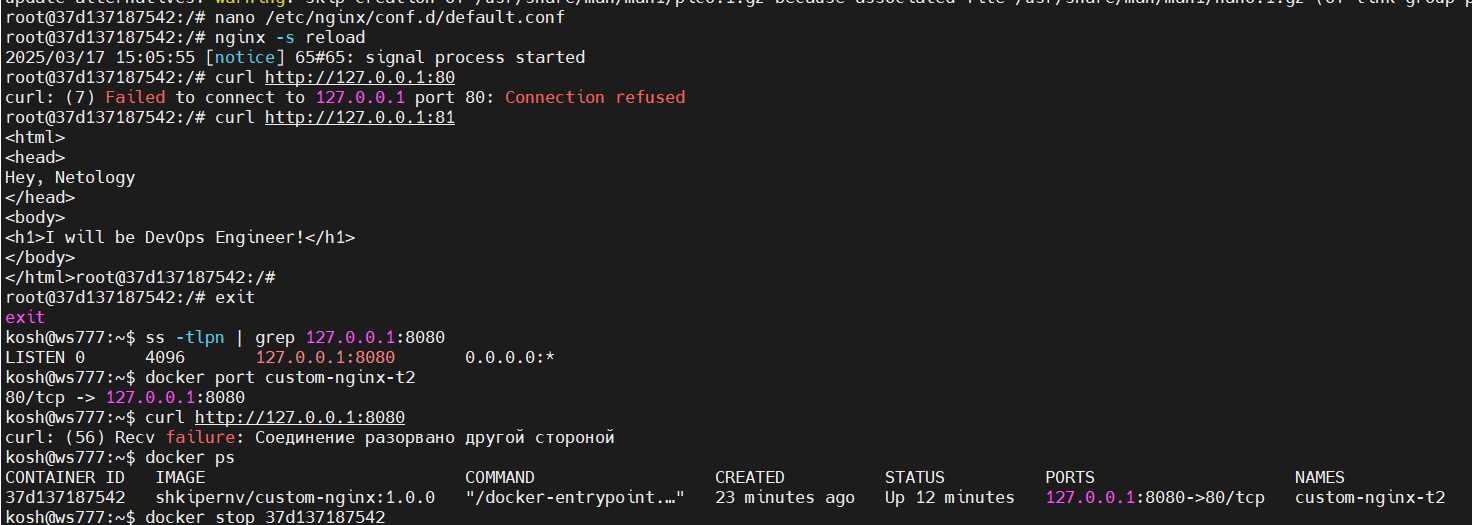 update-alternatives: warning: skip creation of /usr/share/man/man1/pico.1.gz because associated file /usr/share/man/man1/nano.1.gz (of link group p
root@37d137187542:/# nano /etc/nginx/conf.d/default.conf
root@37d137187542:/# nginx -s reload
2025/03/17 15:05:55 [notice] 65#65: signal process started
root@37d137187542:/# curl http://127.0.0.1:80
curl: (7) Failed to connect to 127.0.0.1 port 80: Connection refused
root@37d137187542:/# curl http://127.0.0.1:81
<html>
<head>
Hey, Netology
</head>
<body>
<h1>I will be DevOps Engineer!</h1>
</body>
</html>root@37d137187542:/#
root@37d137187542:/# exit
exit
kosh@ws777:~$ ss -tlpn | grep 127.0.0.1:8080
LISTEN 0 4096 127.0.0.1:8080 0.0.0.0:*
kosh@ws777:~$ docker port custom-nginx-t2
80/tcp -> 127.0.0.1:8080
kosh@ws777:~$ curl http://127.0.0.1:8080
curl: (56) Recv failure: Соединение разорвано другой стороной
kosh@ws777:~$ docker ps
CONTAINER ID IMAGE COMMAND CREATED STATUS PORTS NAMES
37d137187542 shkipernv/custom-nginx:1.0.0 "/docker-entrypoint.…" 23 minutes ago Up 12 minutes 127.0.0.1:8080->80/tcp custom-nginx-t2
kosh@ws777:~$ docker stop 37d137187542